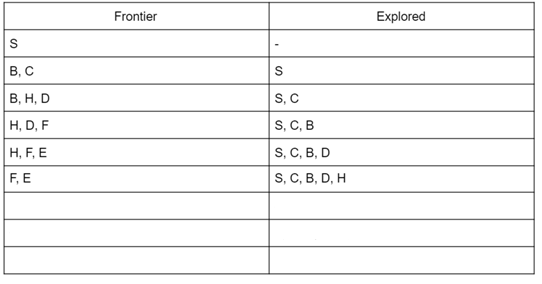 Frontier Explored
S -
B, C S
B, H, D S, C
H, D, F S, C, B
H, F, E S, C, B, D
F, E S, C, B, D, H